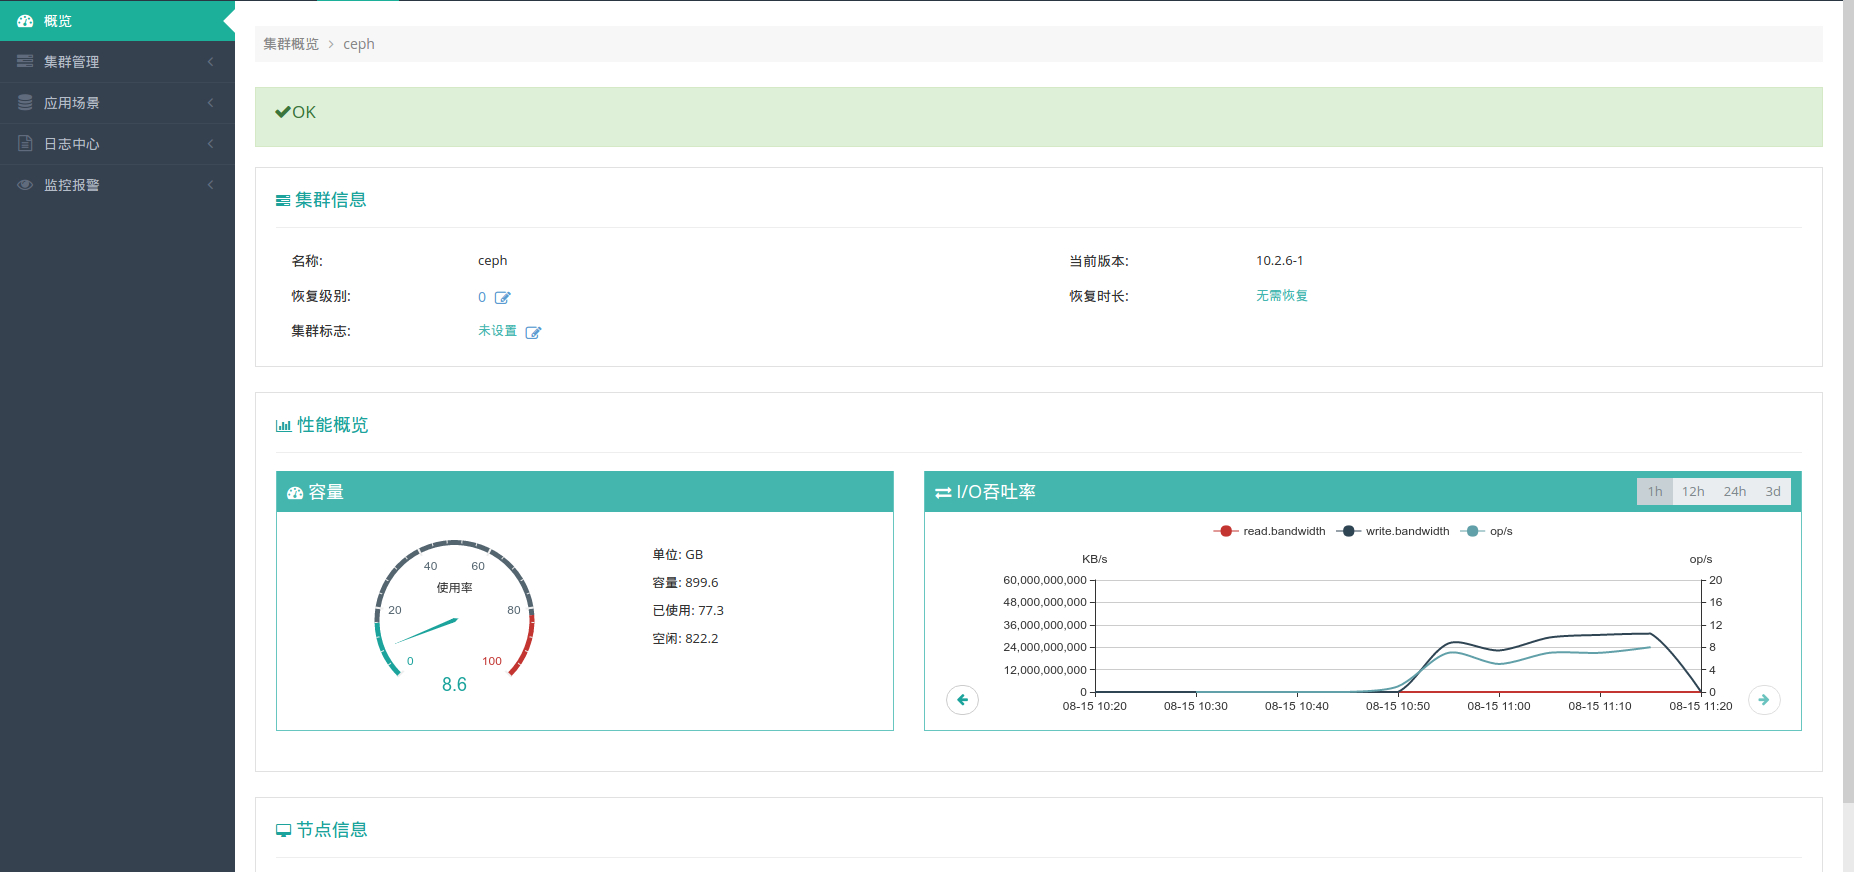 概览
集群管理
应用场景
日志中心
监控报警
集群概览 > ceph
OK
集群信息
名称: ceph 当前版本: 10.2.6-1
恢复级别: 0 恢复时长: 无需恢复
集群标志: 未设置
性能概览
容量
40 60
使用率
20 80
0 100
8.6
单位: GB
容量: 899.6
已使用: 77.3
空闲: 822.2
I/O吞吐率 1h 12h 24h 3d
read.bandwidth write.bandwidth op/s
KB/s op/s
60,000,000,000 20
48,000,000,000 16
36,000,000,000 12
24,000,000,000 8
12,000,000,000 4
0 0
08-15 10:20 08-15 10:30 08-15 10:40 08-15 10:50 08-15 11:00 08-15 11:10 08-15 11:20
节点信息